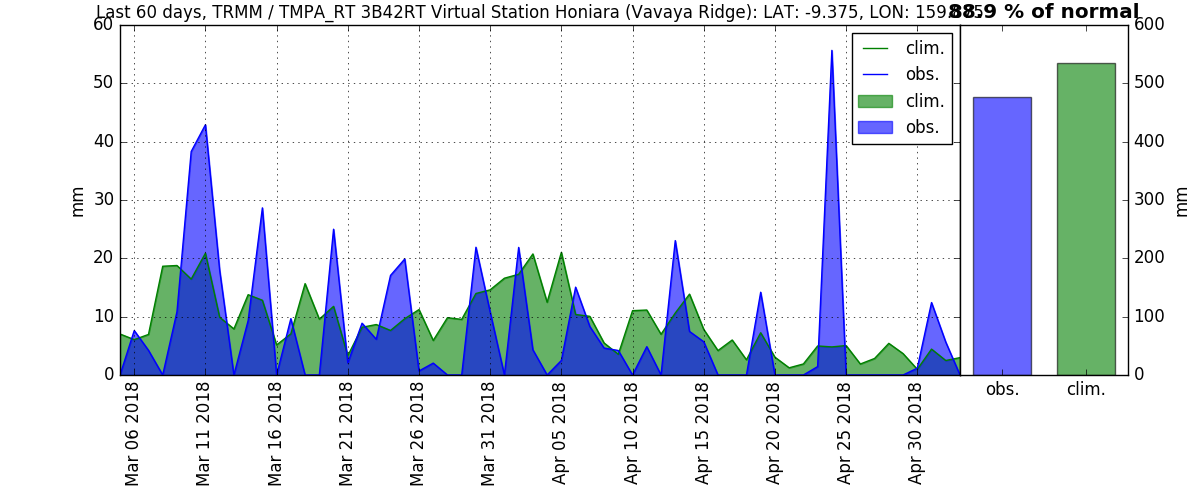 Last 60 days, TRMM / TMPA_RT 3B42RT Virtual Station Honiara (Vavaya Ridge): LAT: -9.375, LON: 159.875
88.9 % of normal
60
50
40
30
20
10
0
mm
clim.
obs.
clim.
obs.
600
500
400
300
200
100
0
mm
obs.
clim.
Mar 06 2018
Mar 11 2018
Mar 16 2018
Mar 21 2018
Mar 26 2018
Mar 31 2018
Apr 05 2018
Apr 10 2018
Apr 15 2018
Apr 20 2018
Apr 25 2018
Apr 30 2018